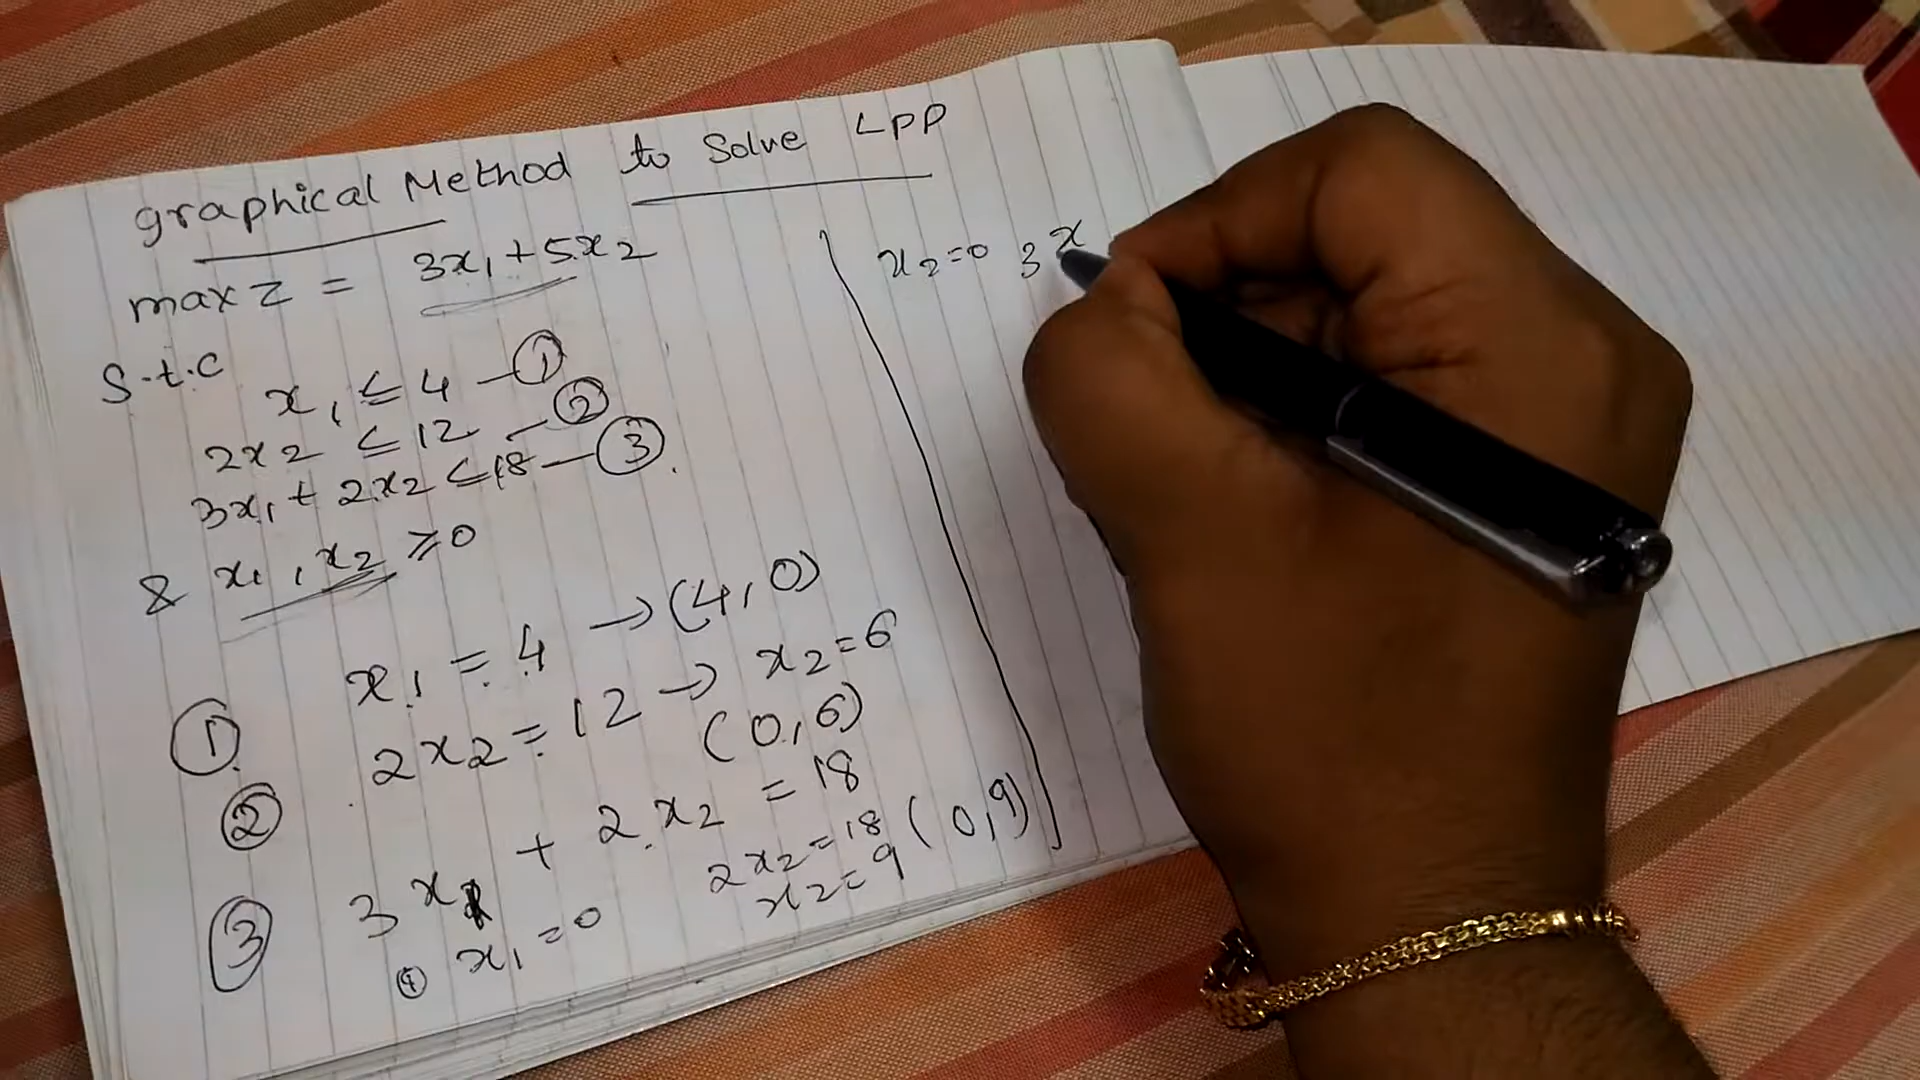 graphical Method to Solve LPP
max Z = 3x₁ + 5x₂
S.t.c
x₁ ≤ 4 — ①
2x₂ ≤ 12 — ②
3x₁ + 2x₂ ≤ 18 — ③
& x₁, x₂ ≥ 0
① x₁ = 4 → (4, 0)
② 2x₂ = 12 → x₂ = 6
(0, 6)
③ 3x₁ + 2x₂ = 18
x₁ = 0
2x₂ = 18
x₂ = 9 (0, 9)
x₂ = 0 3x